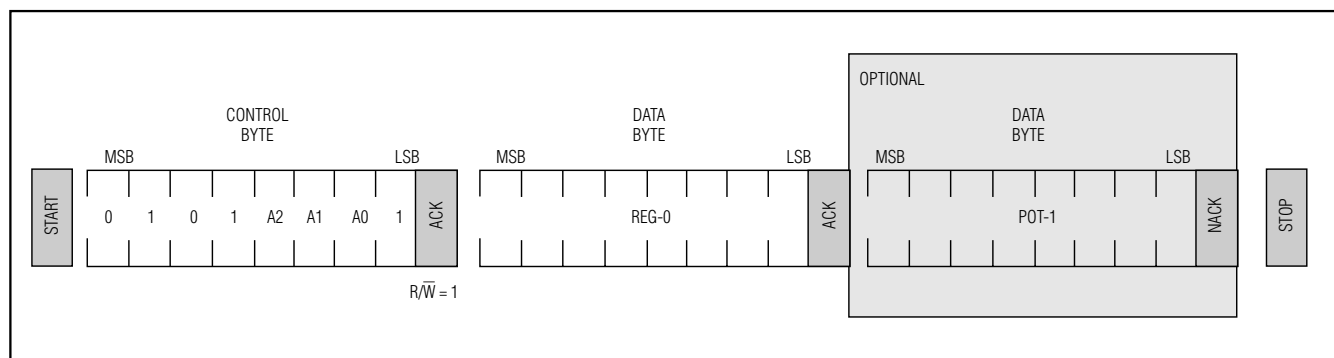 OPTIONAL
CONTROL
BYTE
DATA
BYTE
DATA
BYTE
MSB LSB MSB LSB MSB LSB
START 0 1 0 1 A2 A1 A0 1 ACK REG-0 ACK POT-1 NACK STOP
R/W̅ = 1